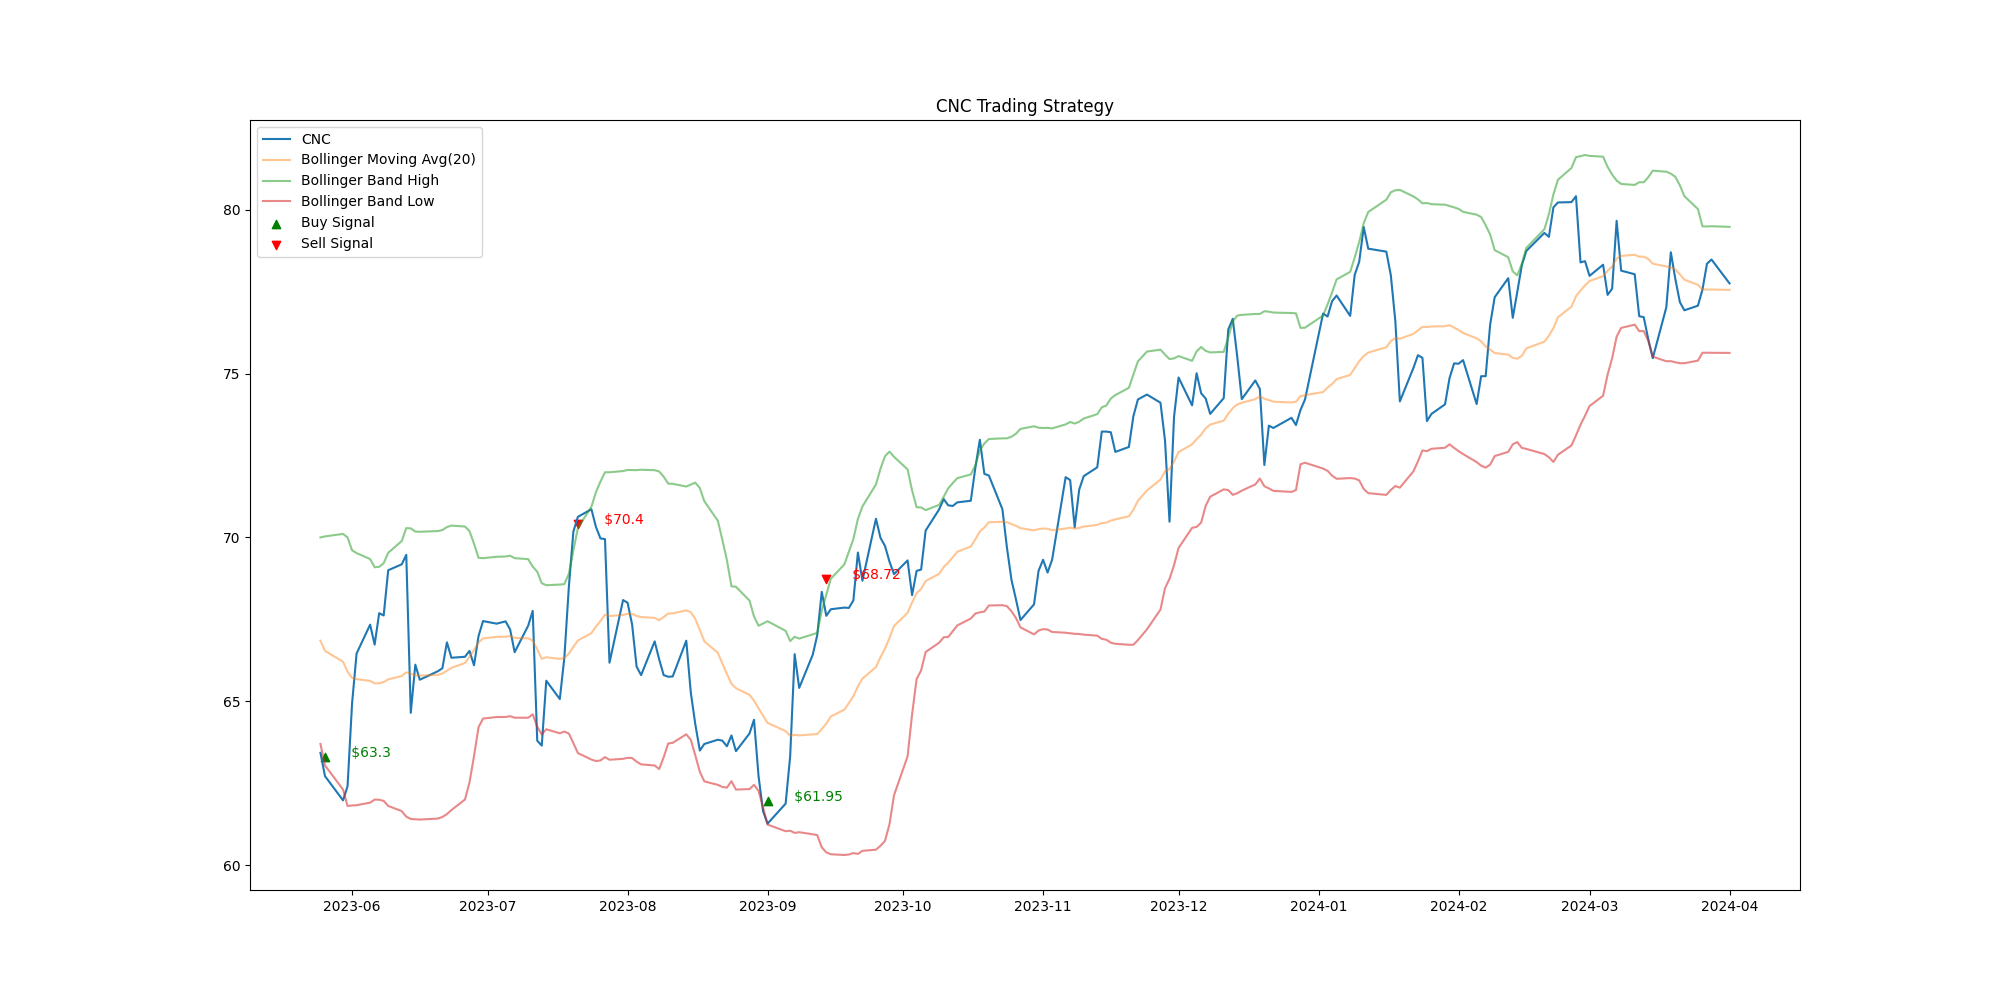 CNC Trading Strategy
CNC
Bollinger Moving Avg(20)
Bollinger Band High
Bollinger Band Low
Buy Signal
Sell Signal
80
75
70
65
60
$70.4
$68.72
$63.3
$61.95
2023-06 2023-07 2023-08 2023-09 2023-10 2023-11 2023-12 2024-01 2024-02 2024-03 2024-04